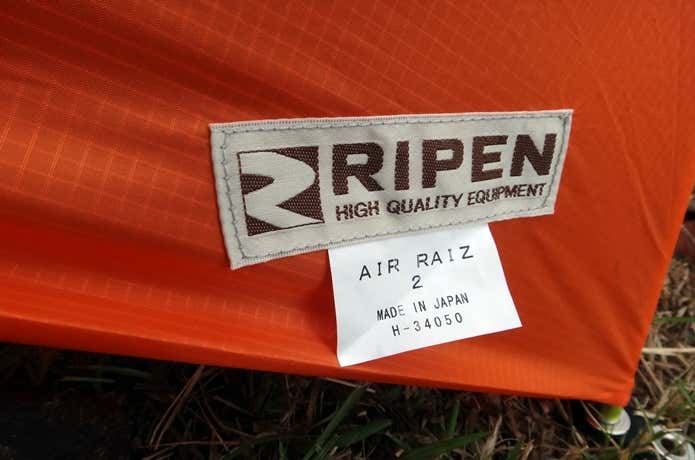 RIPEN
HIGH QUALITY EQUIPMENT
AIR RAIZ
2
MADE IN JAPAN
H-34050